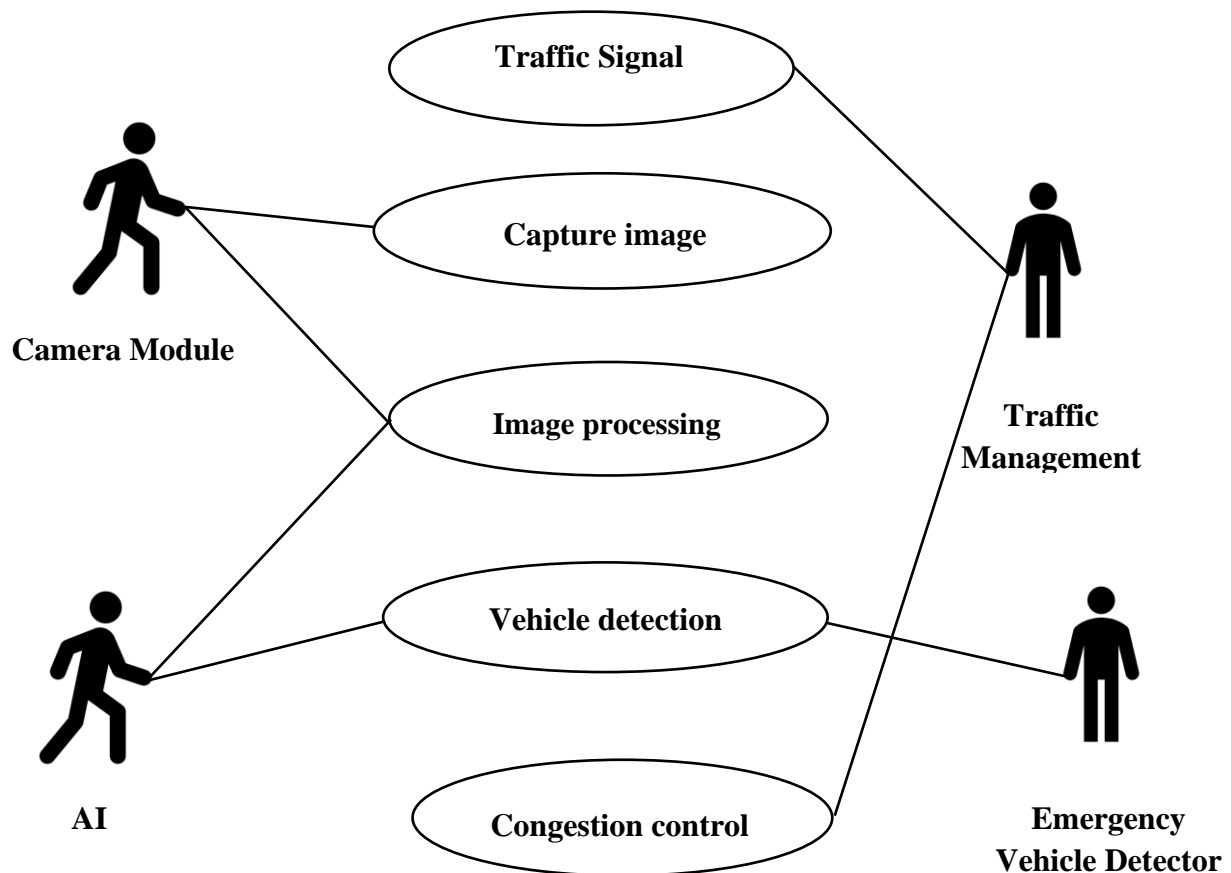 Traffic Signal
Capture image
Camera Module
Image processing
Traffic
Management
Vehicle detection
AI
Congestion control
Emergency
Vehicle Detector